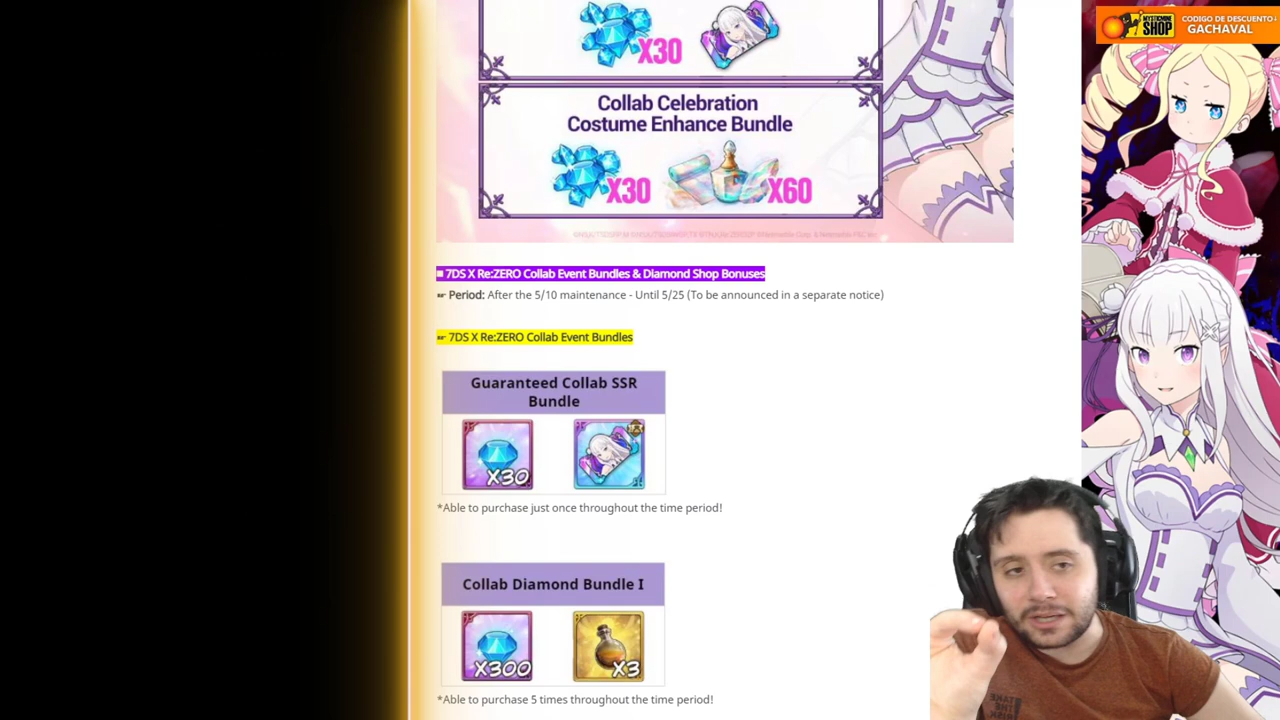 X30
Collab Celebration
Costume Enhance Bundle
X30
X60
■ 7DS X Re:ZERO Collab Event Bundles & Diamond Shop Bonuses
☞ Period: After the 5/10 maintenance - Until 5/25 (To be announced in a separate notice)
☞ 7DS X Re:ZERO Collab Event Bundles
Guaranteed Collab SSR
Bundle
X30
*Able to purchase just once throughout the time period!
Collab Diamond Bundle I
X300
X3
*Able to purchase 5 times throughout the time period!
MYSTICMINE
SHOP
CODIGO DE DESCUENTO↓
GACHAVAL